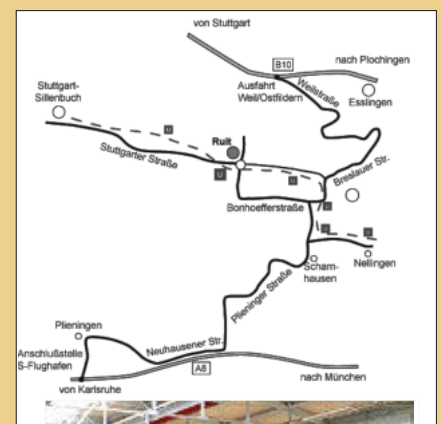 von Stuttgart
B10
nach Plochingen
Ausfahrt
Weil/Ostfildern
Weilstraße
Esslingen
Stuttgart-
Sillenbuch
U
Ruit
Stuttgarter Straße
U
U
Breslauer Str.
Bonhoefferstraße
U
U
U
Nellingen
Scharn-
hausen
Plieninger Straße
Plieningen
Neuhausener Str.
Anschlußstelle
S-Flughafen
A8
von Karlsruhe
nach München